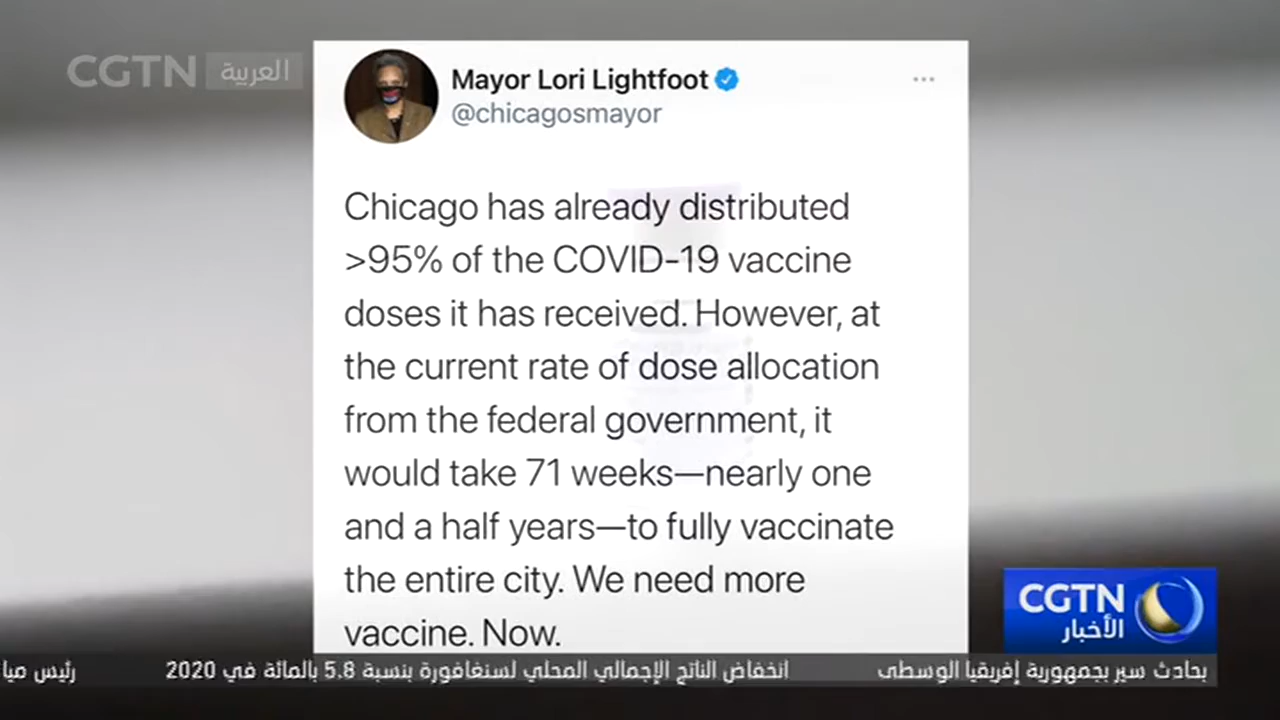 CGTN العربية
Mayor Lori Lightfoot
@chicagosmayor
Chicago has already distributed
>95% of the COVID-19 vaccine
doses it has received. However, at
the current rate of dose allocation
from the federal government, it
would take 71 weeks—nearly one
and a half years—to fully vaccinate
the entire city. We need more
vaccine. Now.
CGTN
الأخبار
بحادث سير بجمهورية إفريقيا الوسطى
انخفاض الناتج الإجمالي المحلي لسنغافورة بنسبة 5.8 بالمائة في 2020
رئيس